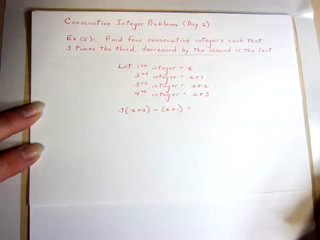 Consecutive Integer Problems (Day 2)
Ex (5): Find four consecutive integers such that
3 times the third, decreased by the second is the last
Let 1st integer = x
2nd integer = x+1
3rd integer = x+2
4th integer = x+3
3(x+2) - (x+1) =